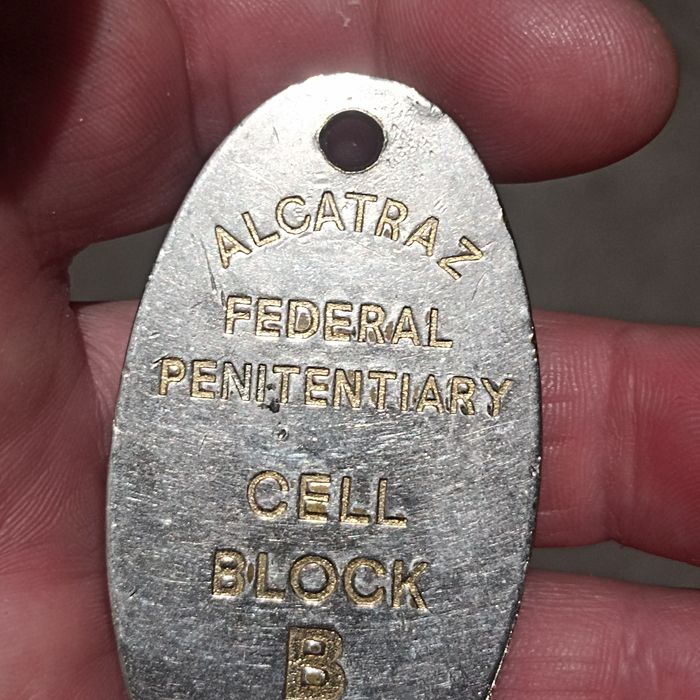 ALCATRAZ
FEDERAL
PENITENTIARY
CELL
BLOCK
B